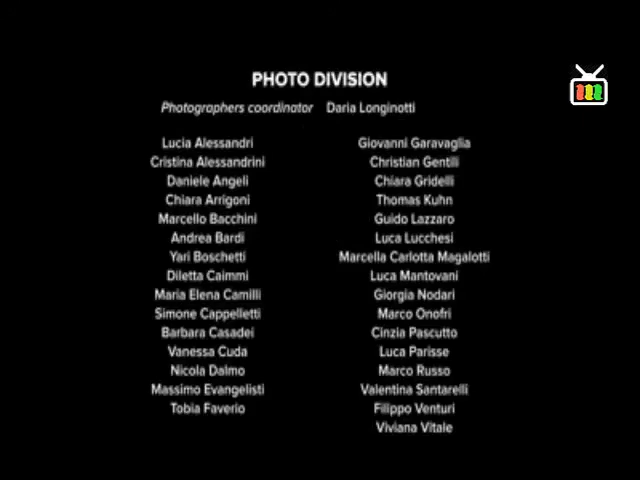 PHOTO DIVISION
Photographers coordinator Daria Longinotti
Lucia Alessandri
Cristina Alessandrini
Daniele Angeli
Chiara Arrigoni
Marcello Bacchini
Andrea Bardi
Yari Boschetti
Diletta Caimmi
Maria Elena Camilli
Simone Cappelletti
Barbara Casadei
Vanessa Cuda
Nicola Dalmo
Massimo Evangelisti
Tobia Faverio
Giovanni Garavaglia
Christian Gentili
Chiara Gridelli
Thomas Kuhn
Guido Lazzaro
Luca Lucchesi
Marcella Carlotta Magalotti
Luca Mantovani
Giorgia Nodari
Marco Onofri
Cinzia Pascutto
Luca Parisse
Marco Russo
Valentina Santarelli
Filippo Venturi
Viviana Vitale